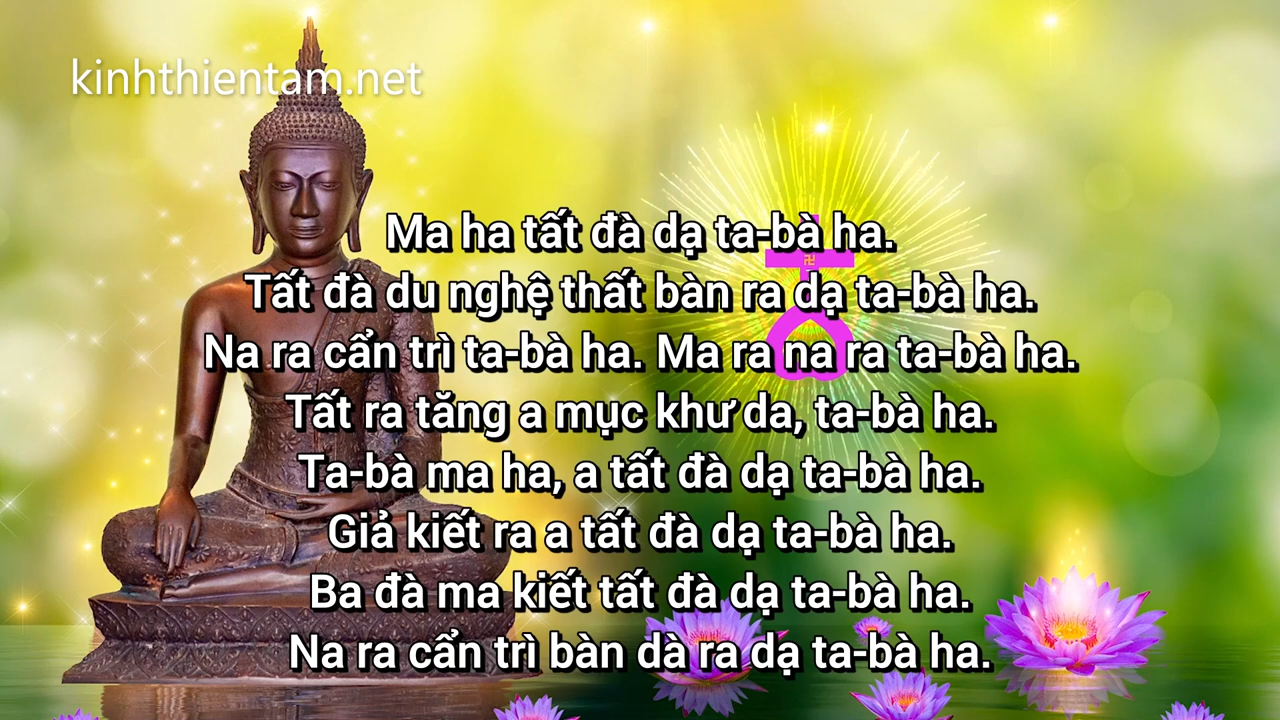 kinhthientam.net
Ma ha tất đà dạ ta-bà ha.
卍
Tất đà du nghệ thất bàn ra dạ ta-bà ha.
Na ra cẩn trì ta-bà ha. Ma ra na ra ta-bà ha.
Tất ra tăng a mục khư da, ta-bà ha.
Ta-bà ma ha, a tất đà dạ ta-bà ha.
Giả kiết ra a tất đà dạ ta-bà ha.
Ba đà ma kiết tất đà dạ ta-bà ha.
Na ra cẩn trì bàn dà ra dạ ta-bà ha.